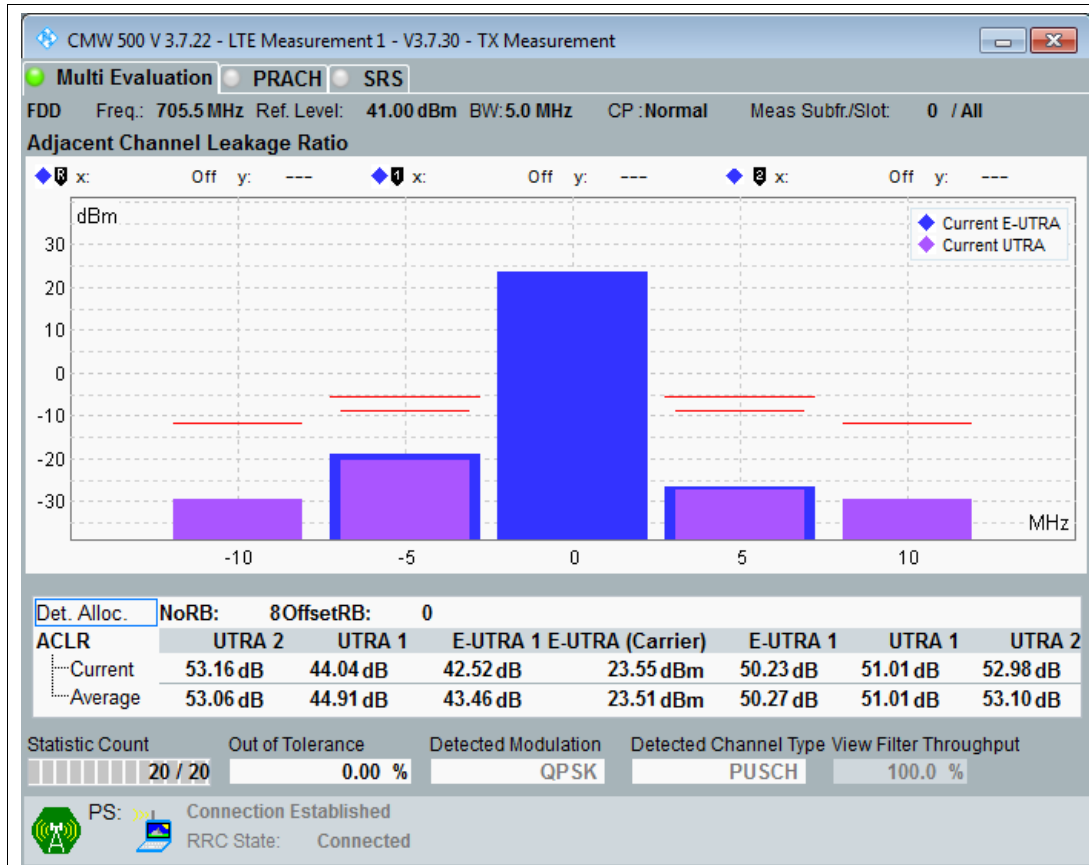 CMW 500 V 3.7.22 - LTE Measurement 1 - V3.7.30 - TX Measurement
Multi Evaluation PRACH SRS
FDD Freq.: 705.5 MHz Ref. Level: 41.00 dBm BW: 5.0 MHz CP : Normal Meas Subfr./Slot: 0 / All
Adjacent Channel Leakage Ratio
R x: Off y: --- 1 x: Off y: --- 2 x: Off y: ---
dBm
Current E-UTRA
Current UTRA
30
20
10
0
-10
-20
-30
MHz
-10 -5 0 5 10
Det. Alloc. NoRB: 8 OffsetRB: 0
ACLR UTRA 2 UTRA 1 E-UTRA 1 E-UTRA (Carrier) E-UTRA 1 UTRA 1 UTRA 2
Current 53.16 dB 44.04 dB 42.52 dB 23.55 dBm 50.23 dB 51.01 dB 52.98 dB
Average 53.06 dB 44.91 dB 43.46 dB 23.51 dBm 50.27 dB 51.01 dB 53.10 dB
Statistic Count Out of Tolerance Detected Modulation Detected Channel Type View Filter Throughput
20 / 20 0.00 % QPSK PUSCH 100.0 %
PS: Connection Established
RRC State: Connected